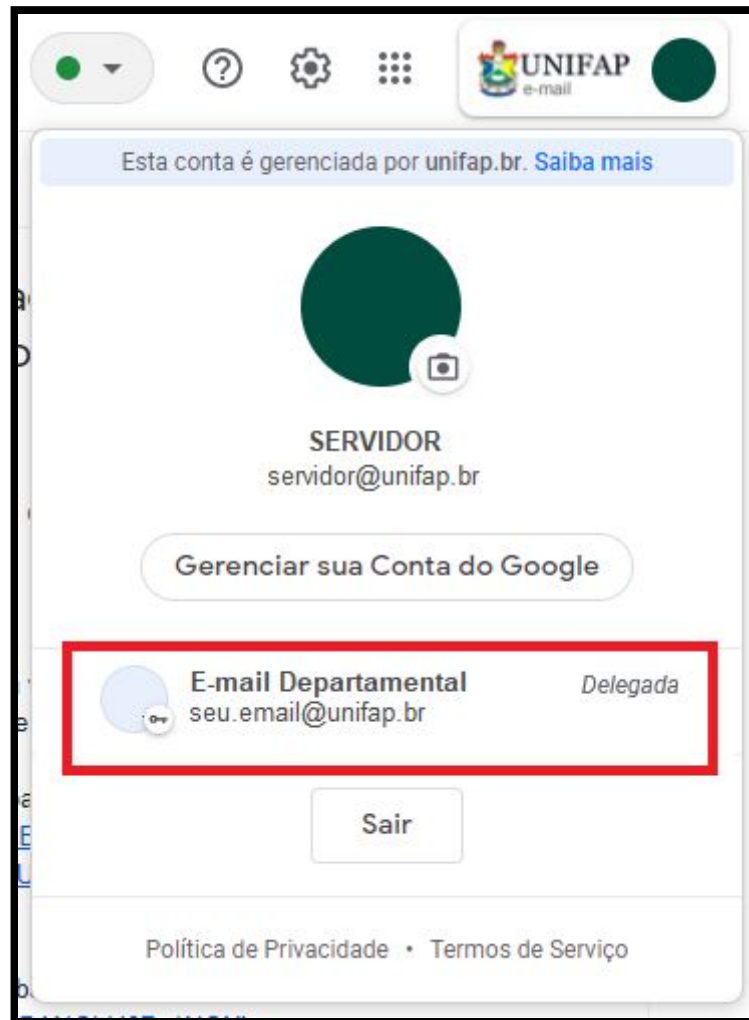 UNIFAP
e-mail
Esta conta é gerenciada por unifap.br. Saiba mais
SERVIDOR
servidor@unifap.br
Gerenciar sua Conta do Google
E-mail Departamental
Delegada
seu.email@unifap.br
Sair
Política de Privacidade • Termos de Serviço